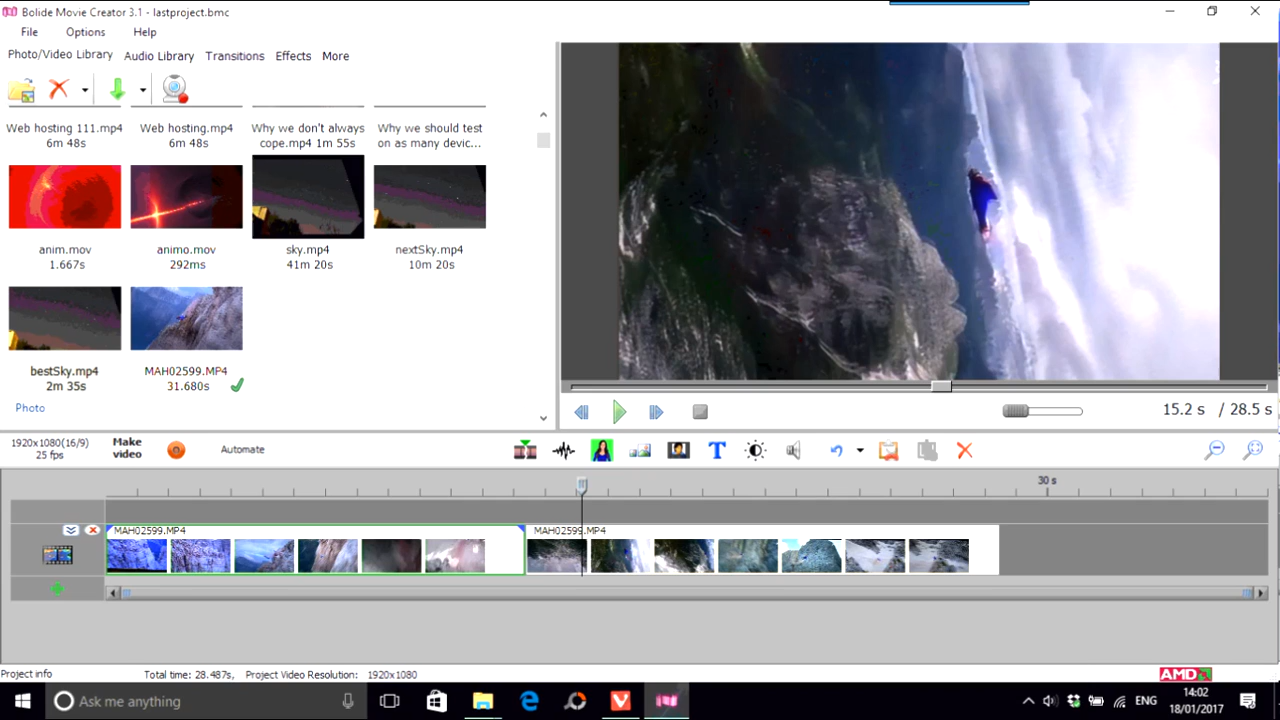 Bolide Movie Creator 3.1 - lastproject.bmc
File Options Help
Photo/Video Library Audio Library Transitions Effects More
Web hosting 111.mp4
6m 48s
Web hosting.mp4
6m 48s
Why we don't always
cope.mp4 1m 55s
Why we should test
on as many devic...
anim.mov
1.667s
animo.mov
292ms
sky.mp4
41m 20s
nextSky.mp4
10m 20s
bestSky.mp4
2m 35s
MAH02599.MP4
31.680s
Photo
15.2 s / 28.5 s
1920x1080(16/9)
25 fps
Make
video
Automate
T
30 s
MAH02599.MP4
MAH02599.MP4
Project info
Total time: 28.487s, Project Video Resolution: 1920x1080
AMD
Ask me anything
ENG
14:02
18/01/2017